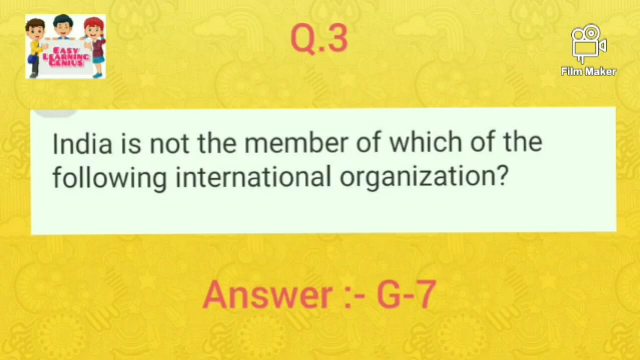 Q.3
EASY
LEARNING
GENIUS
Film Maker
India is not the member of which of the
following international organization?
Answer :- G-7